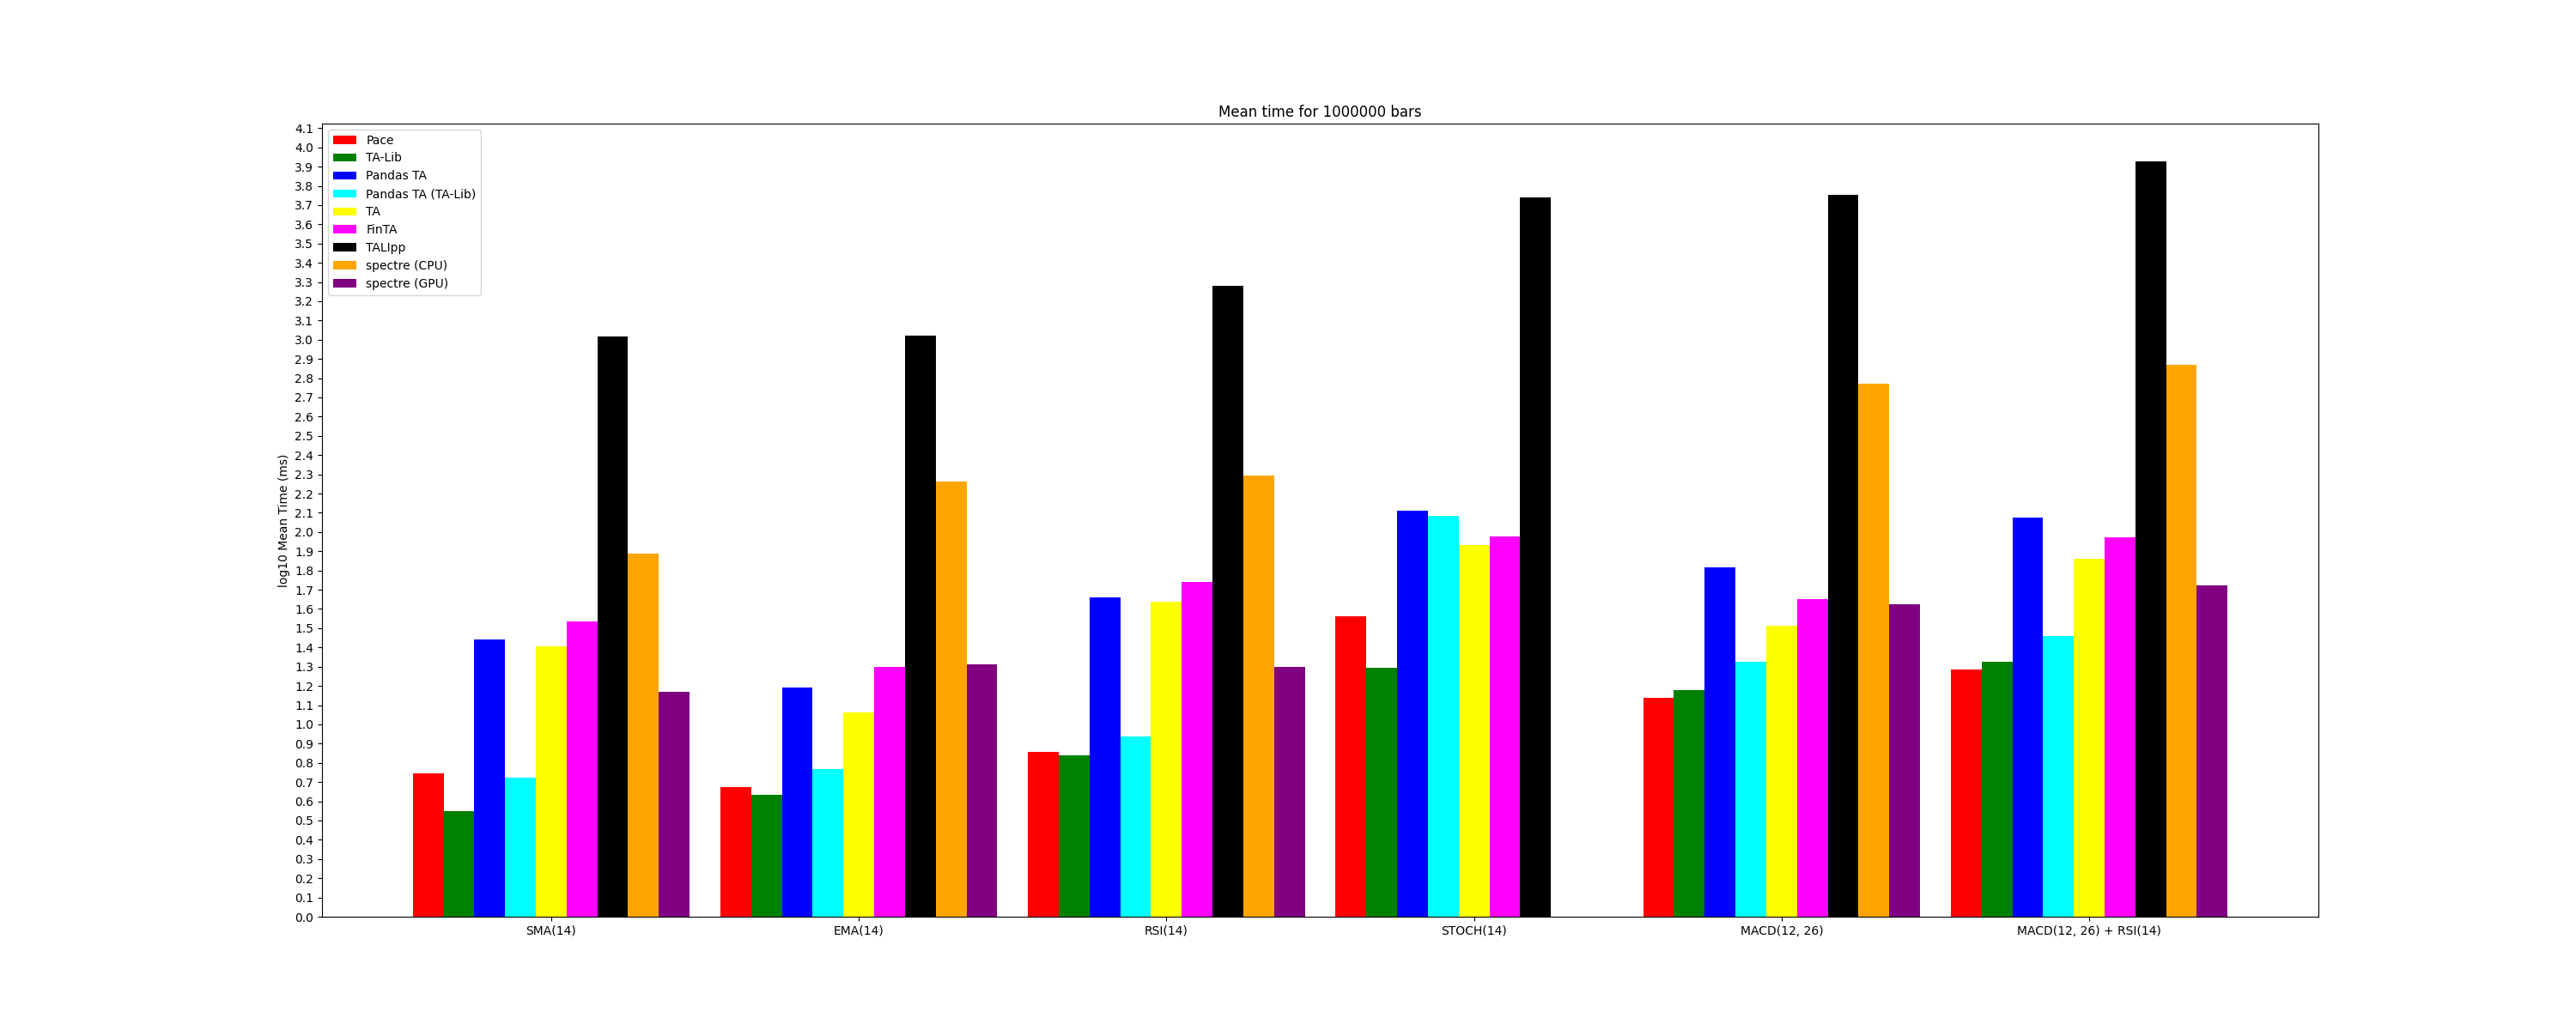 Mean time for 1000000 bars
4.1
4.0
3.9
3.8
3.7
3.6
3.5
3.4
3.3
3.2
3.1
3.0
2.9
2.8
2.7
2.6
2.5
2.4
2.3
2.2
2.1
2.0
1.9
1.8
1.7
1.6
1.5
1.4
1.3
1.2
1.1
1.0
0.9
0.8
0.7
0.6
0.5
0.4
0.3
0.2
0.1
0.0
log10 Mean Time (ms)
Pace
TA-Lib
Pandas TA
Pandas TA (TA-Lib)
TA
FinTA
TALIpp
spectre (CPU)
spectre (GPU)
SMA(14)
EMA(14)
RSI(14)
STOCH(14)
MACD(12, 26)
MACD(12, 26) + RSI(14)